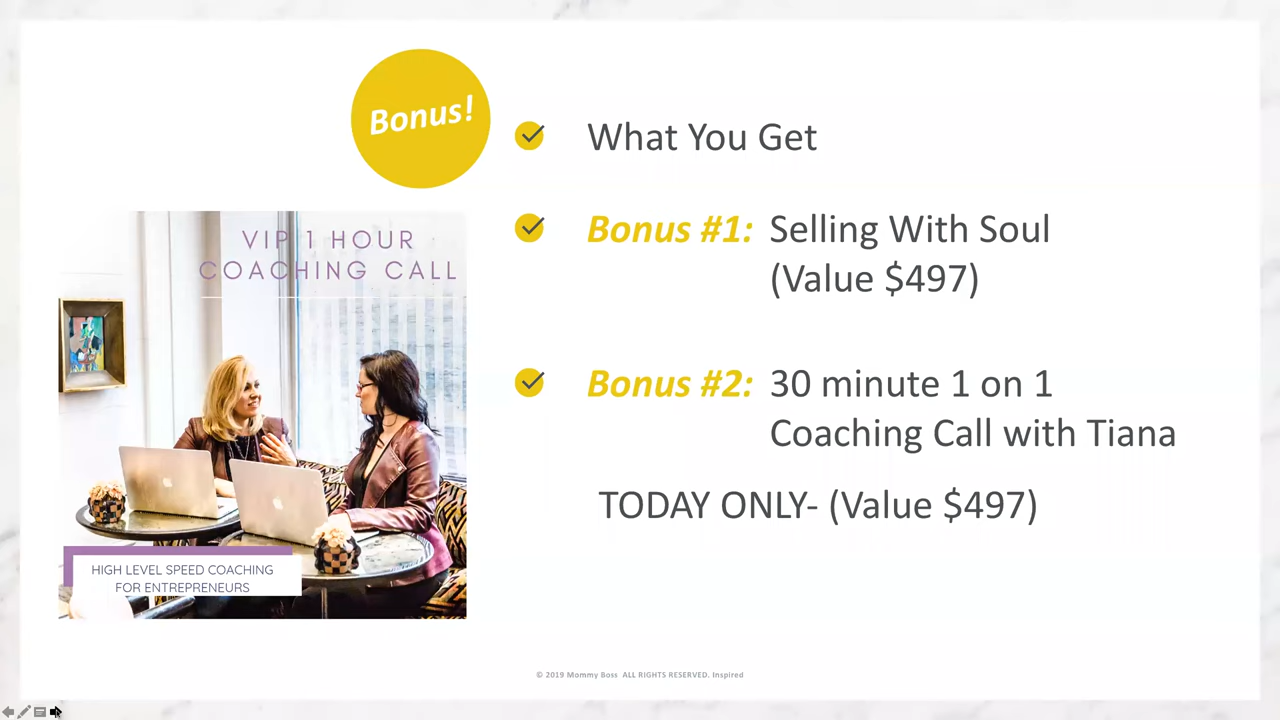 Bonus!
What You Get
Bonus #1: Selling With Soul
(Value $497)
Bonus #2: 30 minute 1 on 1
Coaching Call with Tiana
TODAY ONLY- (Value $497)
VIP 1 HOUR
COACHING CALL
HIGH LEVEL SPEED COACHING
FOR ENTREPRENEURS
© 2019 Mommy Boss ALL RIGHTS RESERVED. Inspired